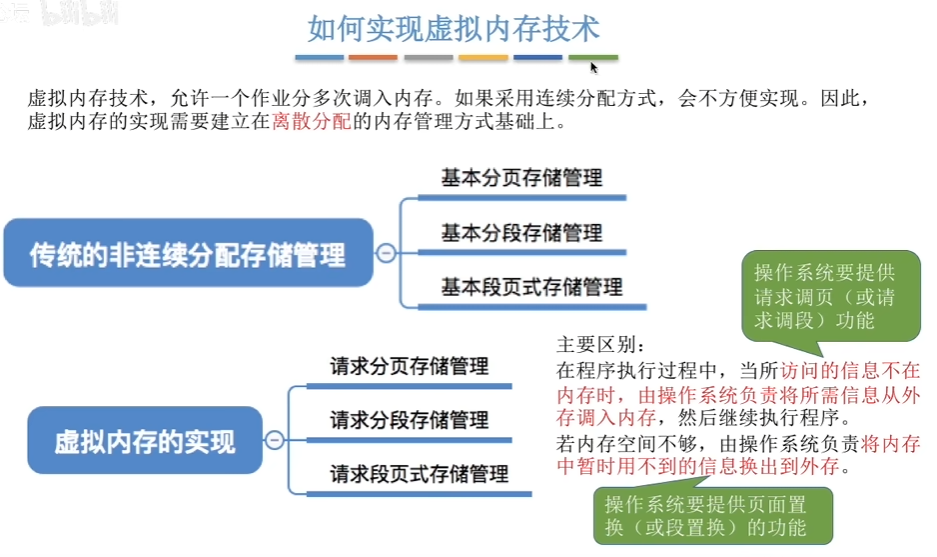 如何实现虚拟内存技术
虚拟内存技术，允许一个作业分多次调入内存。如果采用连续分配方式，会不方便实现。因此，
虚拟内存的实现需要建立在离散分配的内存管理方式基础上。
基本分页存储管理
传统的非连续分配存储管理
基本分段存储管理
基本段页式存储管理
操作系统要提供
请求调页（或请
求调段）功能
请求分页存储管理
虚拟内存的实现
请求分段存储管理
请求段页式存储管理
主要区别：
在程序执行过程中，当所访问的信息不在
内存时，由操作系统负责将所需信息从外
存调入内存，然后继续执行程序。
若内存空间不够，由操作系统负责将内存
中暂时用不到的信息换出到外存。
操作系统要提供页面置
换（或段置换）的功能